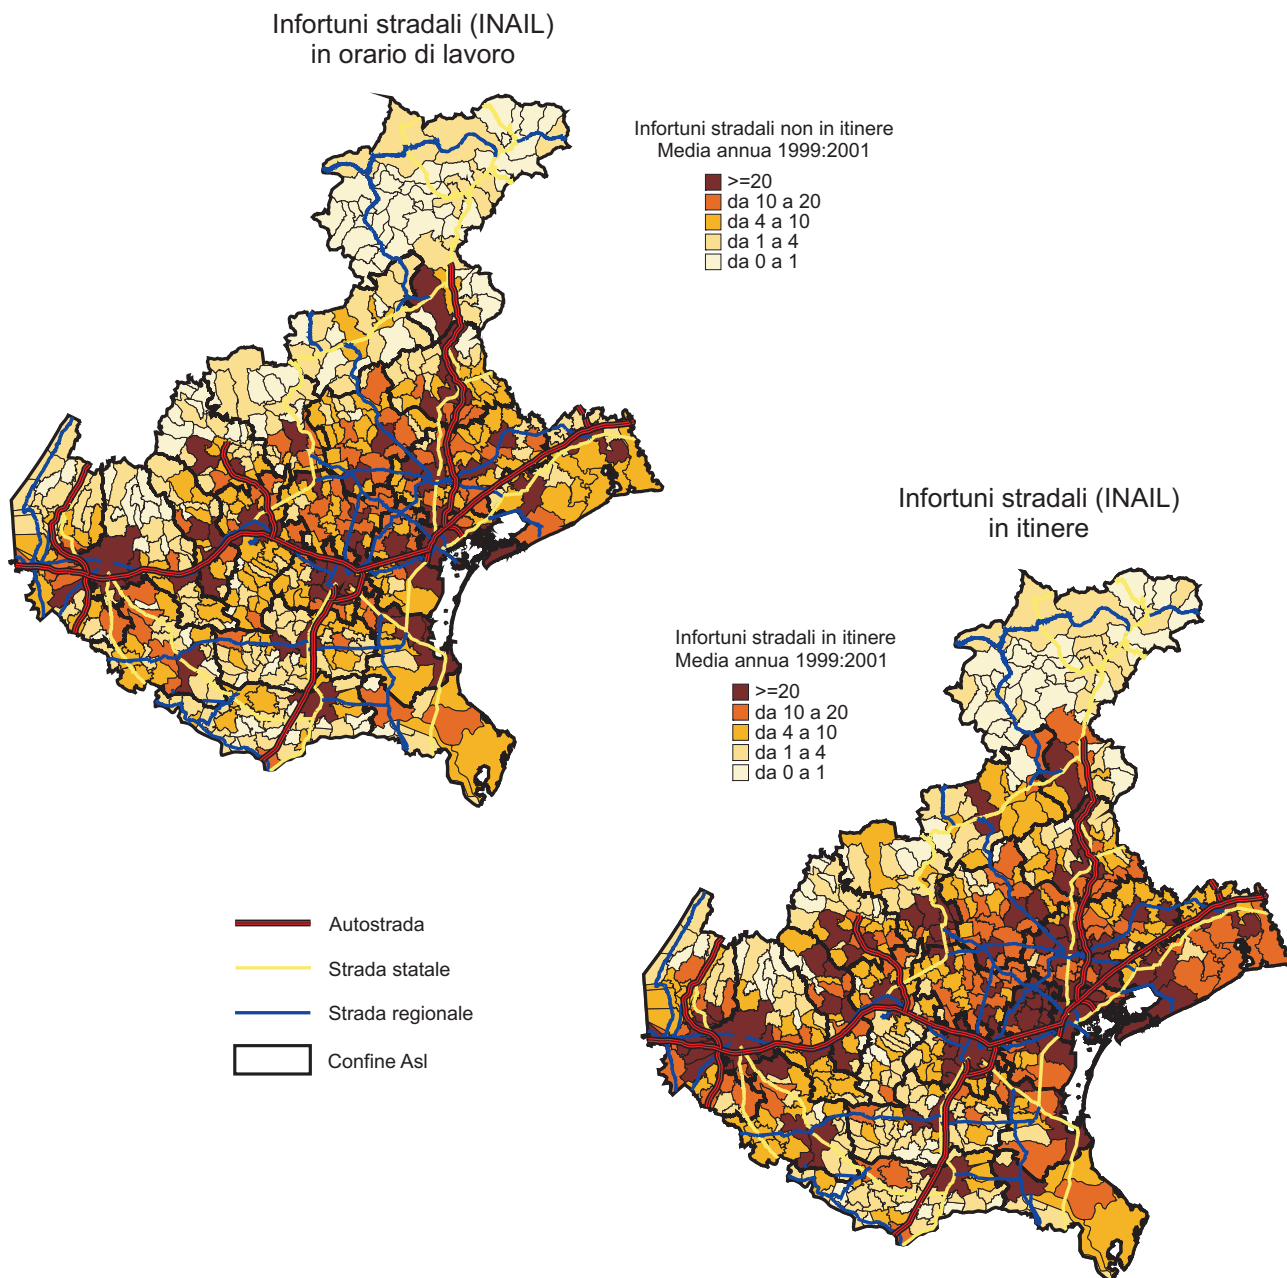 Infortuni stradali (INAIL)
in orario di lavoro
Infortuni stradali non in itinere
Media annua 1999:2001
>=20
da 10 a 20
da 4 a 10
da 1 a 4
da 0 a 1
Infortuni stradali (INAIL)
in itinere
Infortuni stradali in itinere
Media annua 1999:2001
>=20
da 10 a 20
da 4 a 10
da 1 a 4
da 0 a 1
Autostrada
Strada statale
Strada regionale
Confine Asl